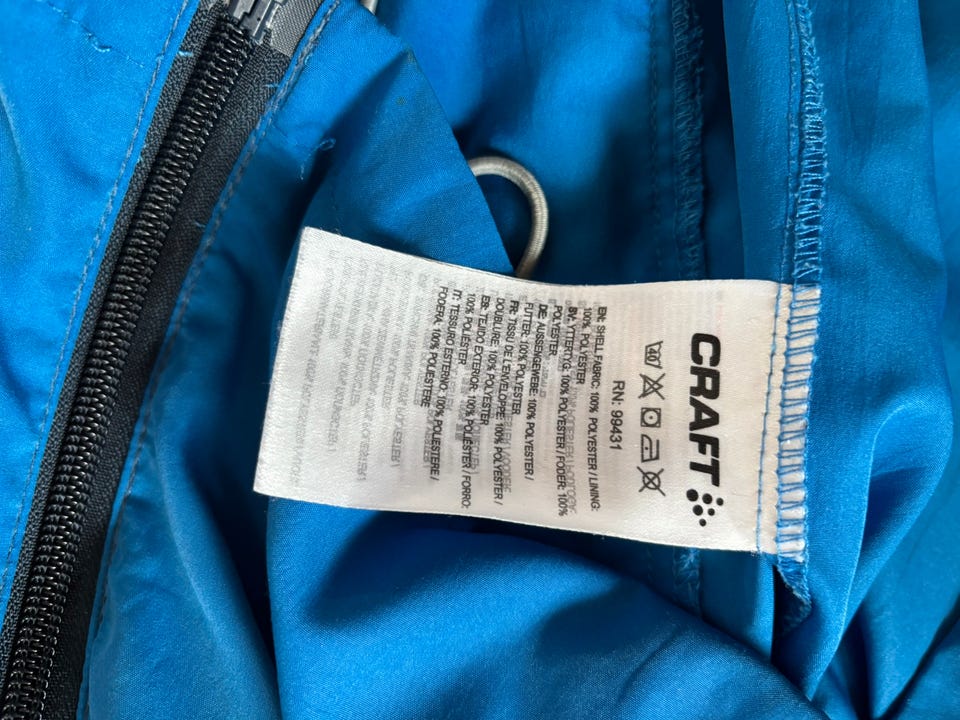 CRAFT
40
RN: 99431
EN: SHELL FABRIC: 100% POLYESTER / LINING:
100% POLYESTER
SV: YTTERTYG: 100% POLYESTER / FODER: 100%
POLYESTER
DE: AUSSENGEWEBE: 100% POLYESTER /
FUTTER: 100% POLYESTER
FR: TISSU DE L'ENVELOPPE: 100% POLYESTER /
DOUBLURE: 100% POLYESTER
ES: TEJIDO EXTERIOR: 100% POLIÉSTER / FORRO:
100% POLIÉSTER
IT: TESSURO ESTERNO: 100% POLIESTERE /
FODERA: 100% POLIESTERE